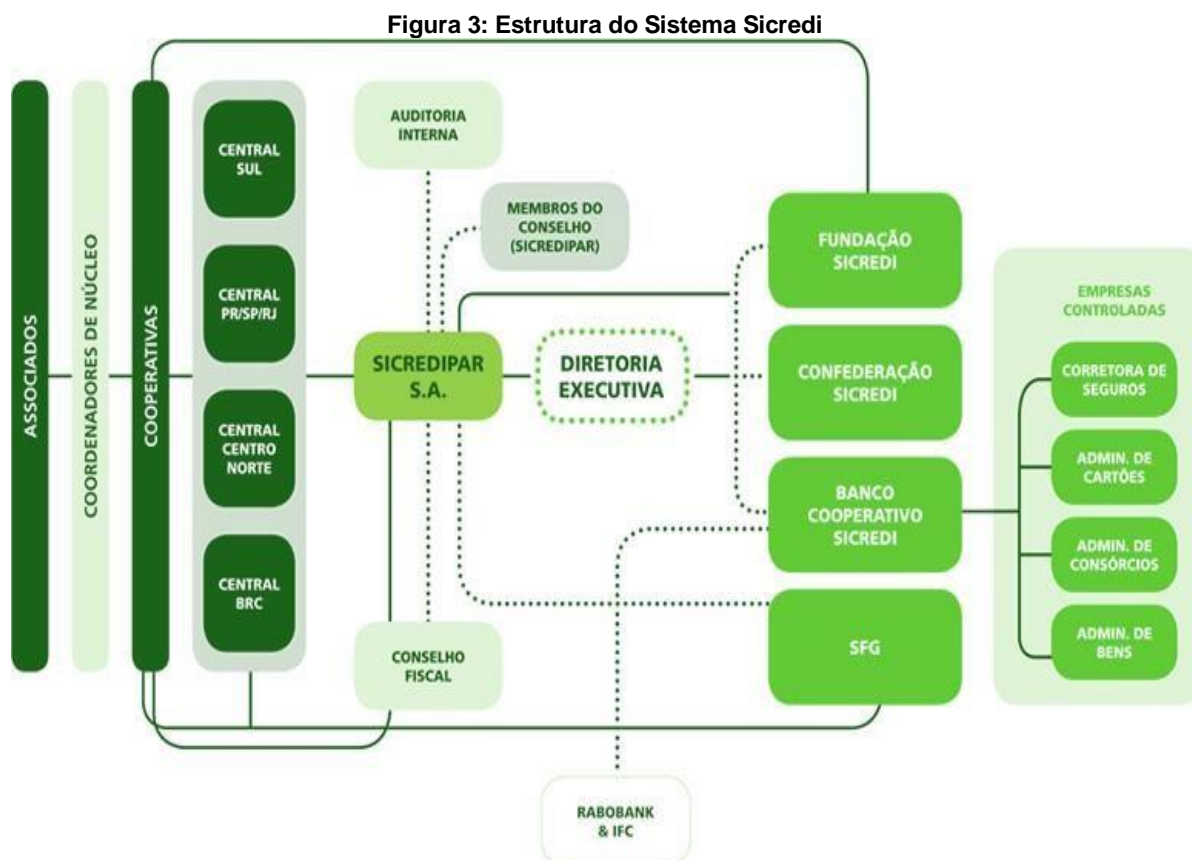 Figura 3: Estrutura do Sistema Sicredi
ASSOCIADOS
COORDENADORES DE NÚCLEO
COOPERATIVAS
CENTRAL
SUL
CENTRAL
PR/SP/RJ
CENTRAL
CENTRO
NORTE
CENTRAL
BRC
AUDITORIA
INTERNA
MEMBROS DO
CONSELHO
(SICREDIPAR)
SICREDIPAR
S.A.
DIRETORIA
EXECUTIVA
CONSELHO
FISCAL
RABOBANK
& IFC
FUNDAÇÃO
SICREDI
CONFEDERAÇÃO
SICREDI
BANCO
COOPERATIVO
SICREDI
SFG
EMPRESAS
CONTROLADAS
CORRETORA DE
SEGUROS
ADMIN. DE
CARTÕES
ADMIN. DE
CONSÓRCIOS
ADMIN. DE
BENS